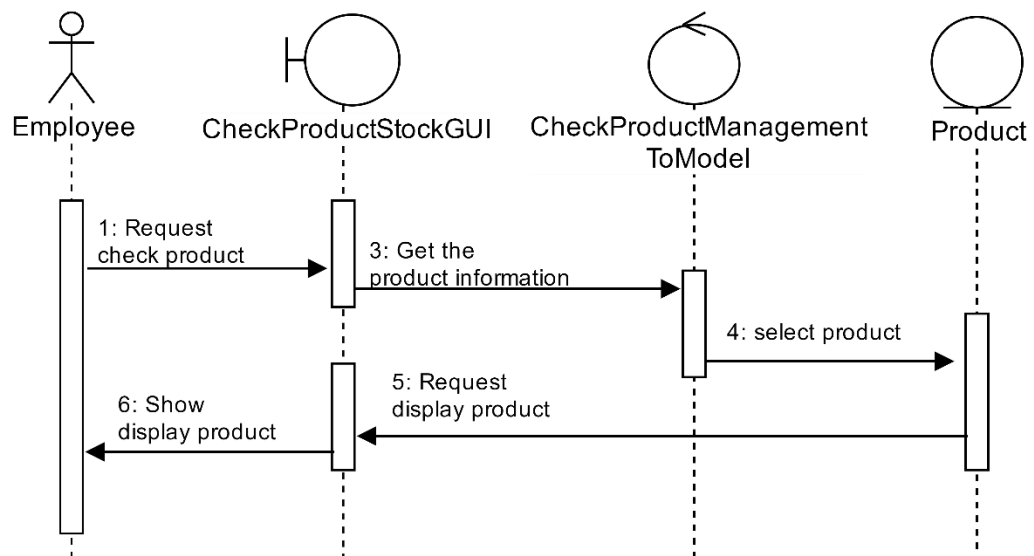 Employee
CheckProductStockGUI
CheckProductManagement
ToModel
Product
1: Request
check product
3: Get the
product information
4: select product
5: Request
display product
6: Show
display product